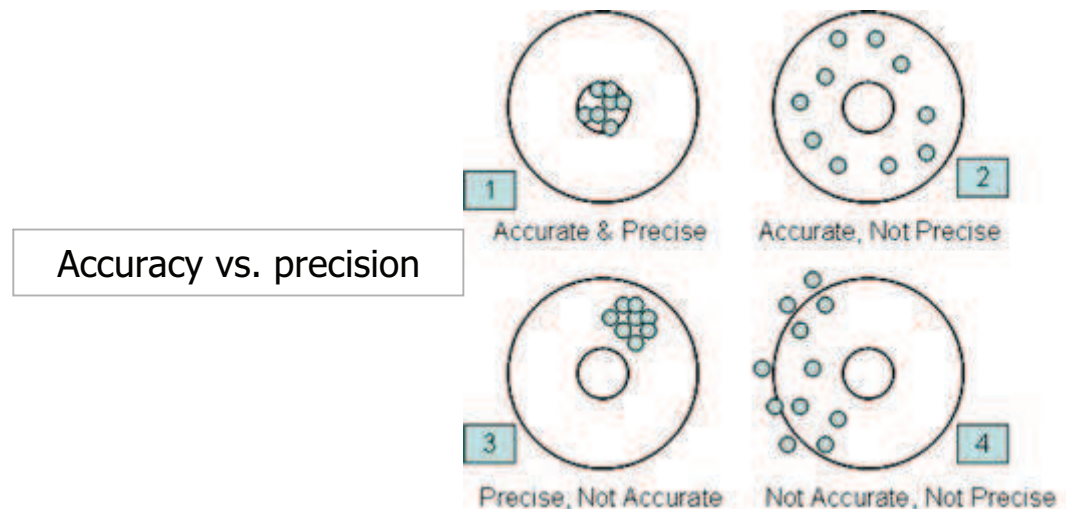 Accuracy vs. precision
1
Accurate & Precise
2
Accurate, Not Precise
3
Precise, Not Accurate
4
Not Accurate, Not Precise